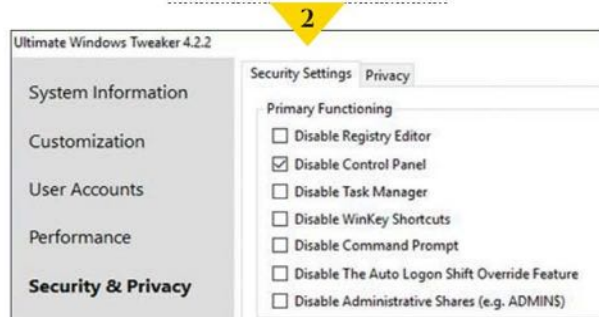 2
Ultimate Windows Tweaker 4.2.2
System Information
Customization
User Accounts
Performance
Security & Privacy
Security Settings Privacy
Primary Functioning
Disable Registry Editor
Disable Control Panel
Disable Task Manager
Disable WinKey Shortcuts
Disable Command Prompt
Disable The Auto Logon Shift Override Feature
Disable Administrative Shares (e.g. ADMIN$)